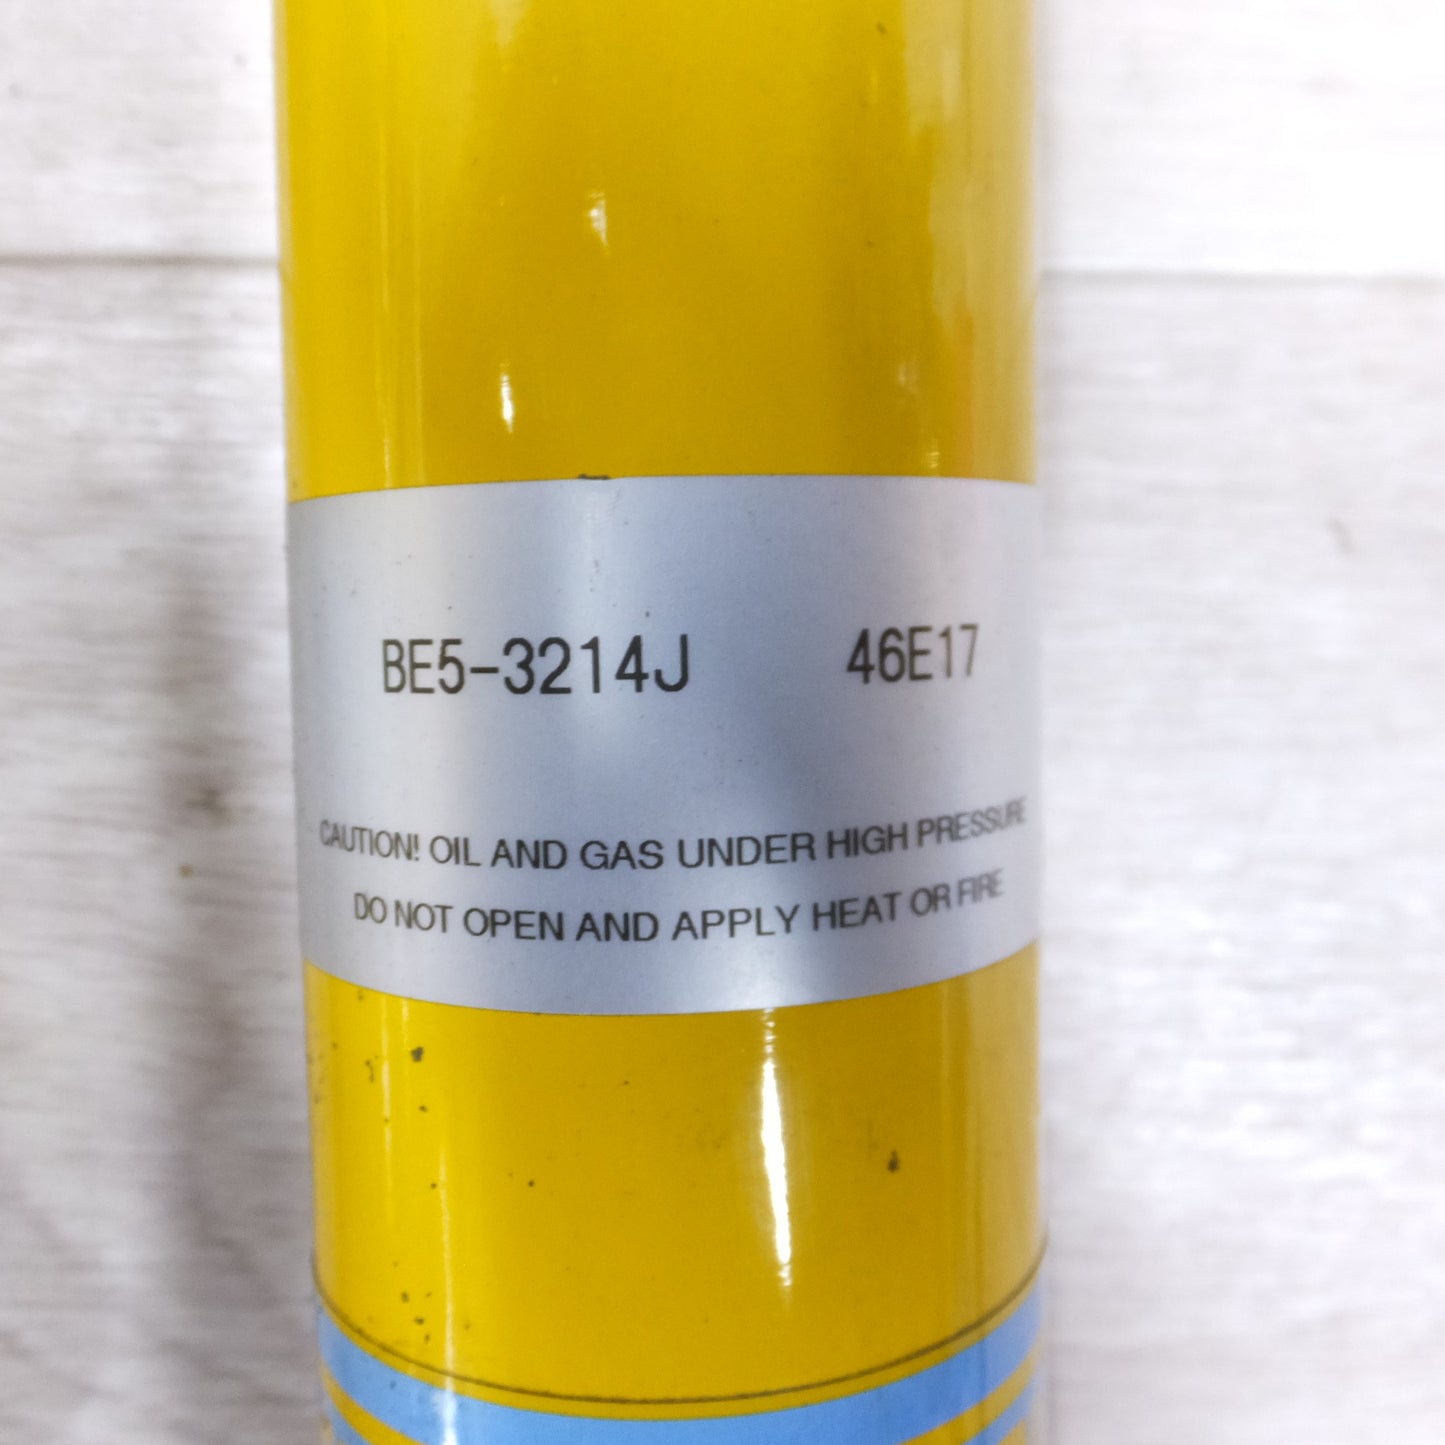 BE5-3214J 46E17
CAUTION! OIL AND GAS UNDER HIGH PRESSURE
DO NOT OPEN AND APPLY HEAT OR FIRE